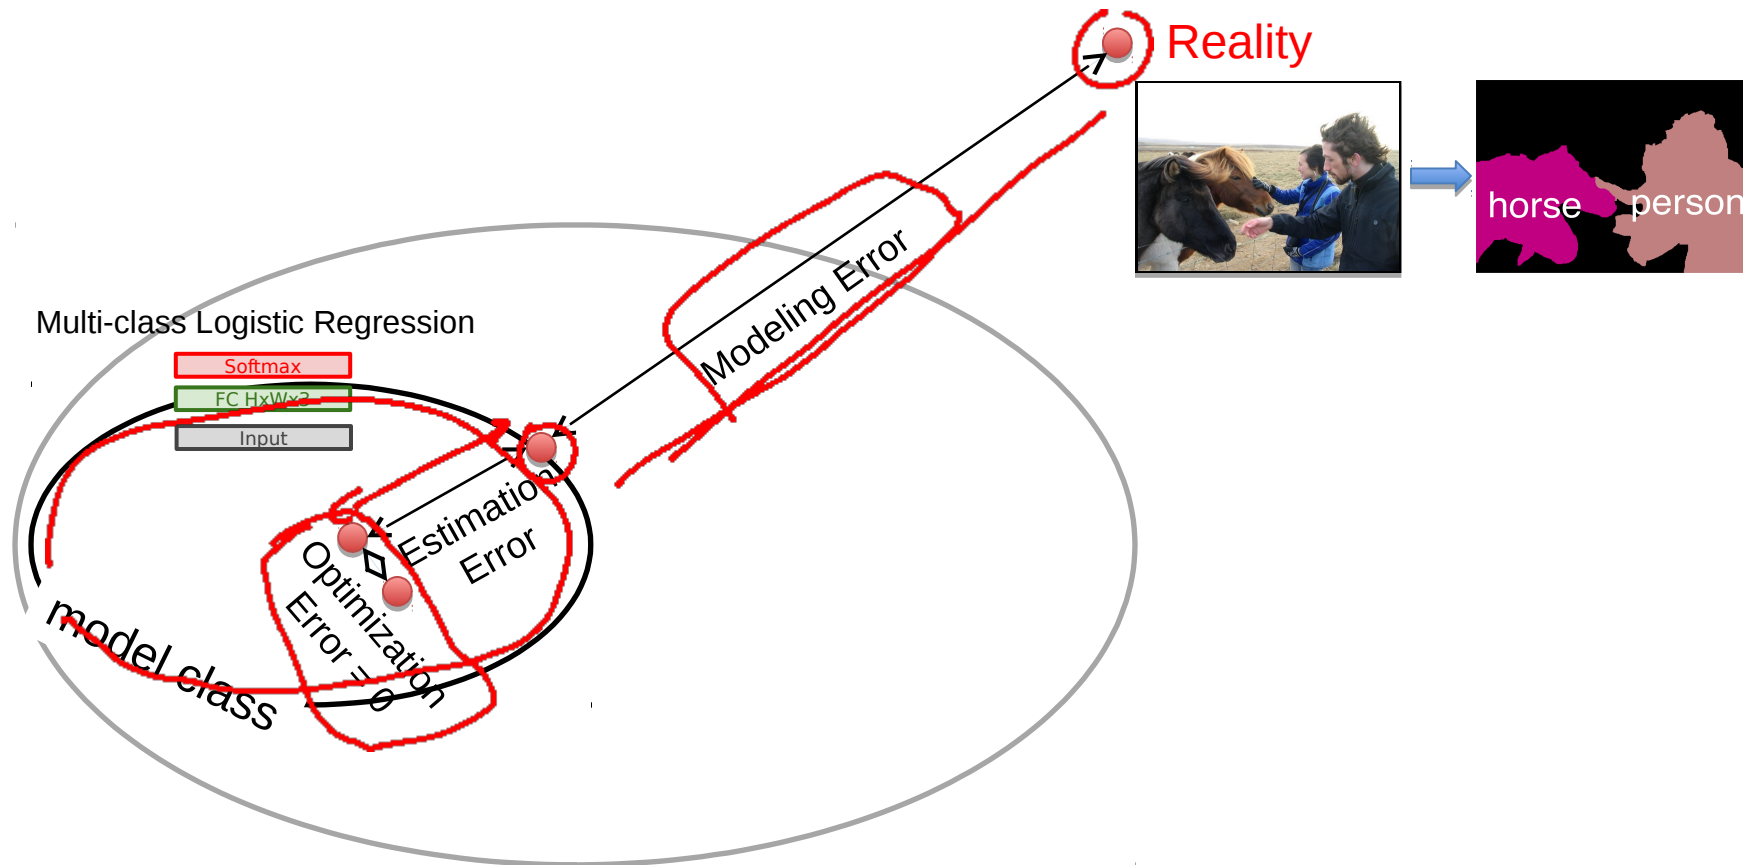 Reality
horse
person
Modeling Error
Multi-class Logistic Regression
Softmax
FC HxWx3
Input
Estimation
Error
Optimization
Error = 0
model class